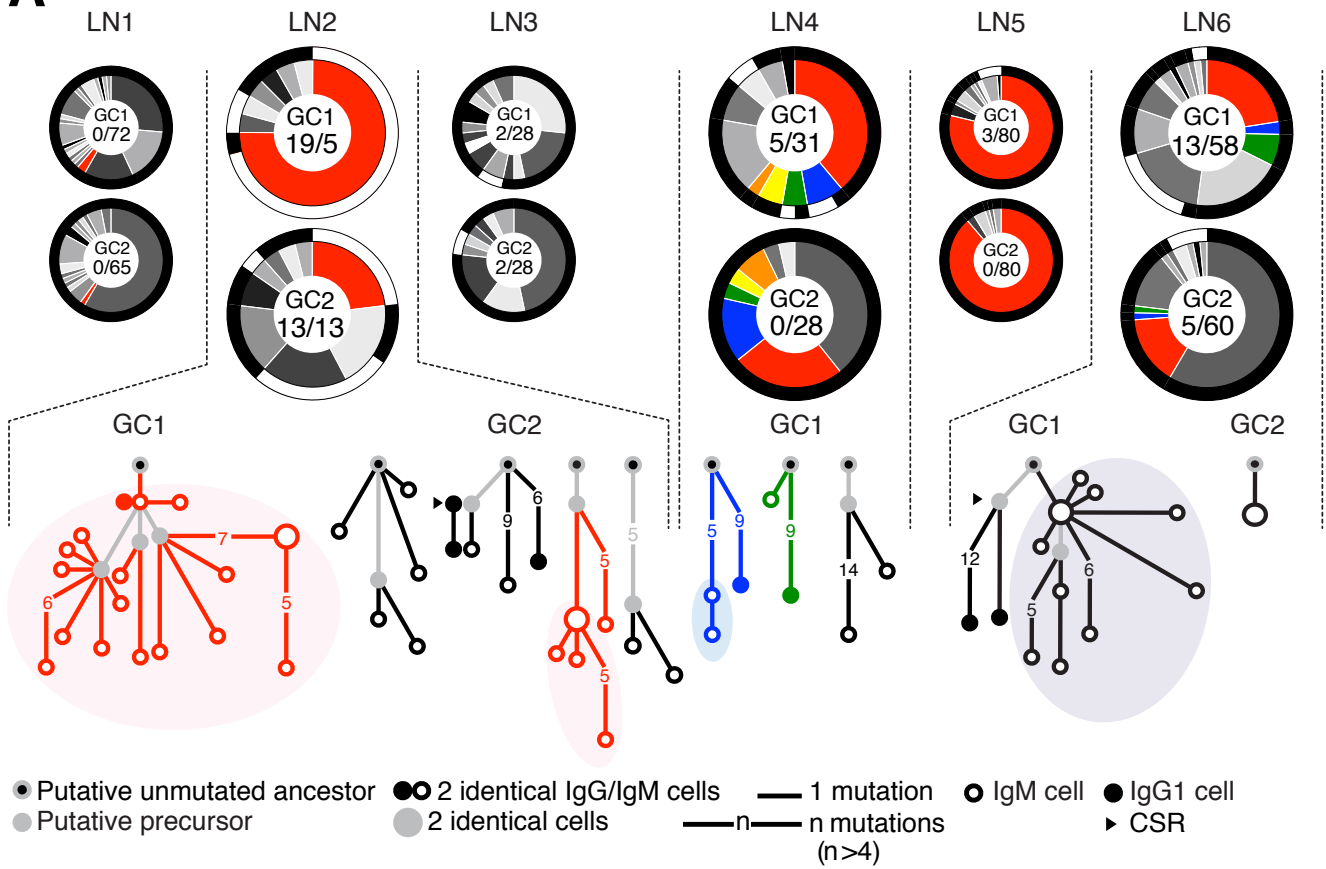 A
LN1 LN2 LN3 LN4 LN5 LN6
GC1
0/72
GC1
19/5
GC1
2/28
GC1
5/31
GC1
3/80
GC1
13/58
GC2
0/65
GC2
13/13
GC2
2/28
GC2
0/28
GC2
0/80
GC2
5/60
GC1 GC2 GC1 GC1 GC2
7
6
5
9
6
5
5
5
5
9
9
14
12
5
6
Putative unmutated ancestor
2 identical IgG/IgM cells
1 mutation
IgM cell
IgG1 cell
Putative precursor
2 identical cells
n
n mutations
(n>4)
CSR